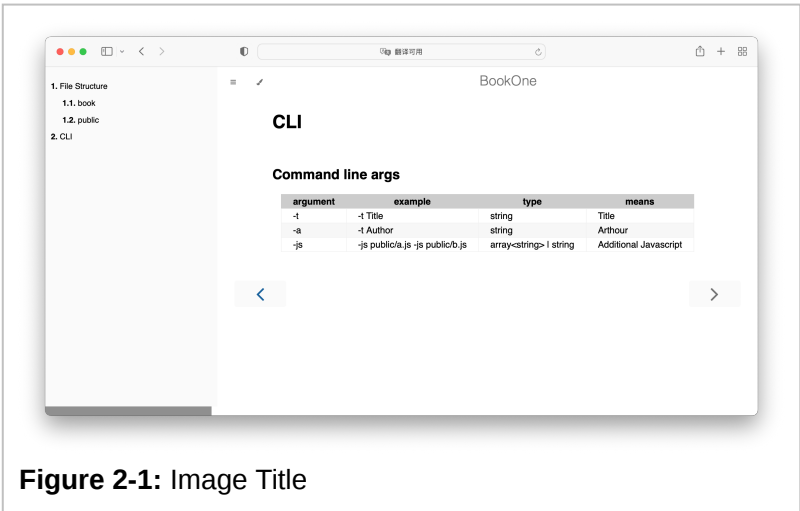 翻译可用
1. File Structure
1.1. book
1.2. public
2. CLI
BookOne
CLI
Command line args
argument example type means
-t -t Title string Title
-a -t Author string Arthour
-js -js public/a.js -js public/b.js array<string> | string Additional Javascript
Figure 2-1: Image Title